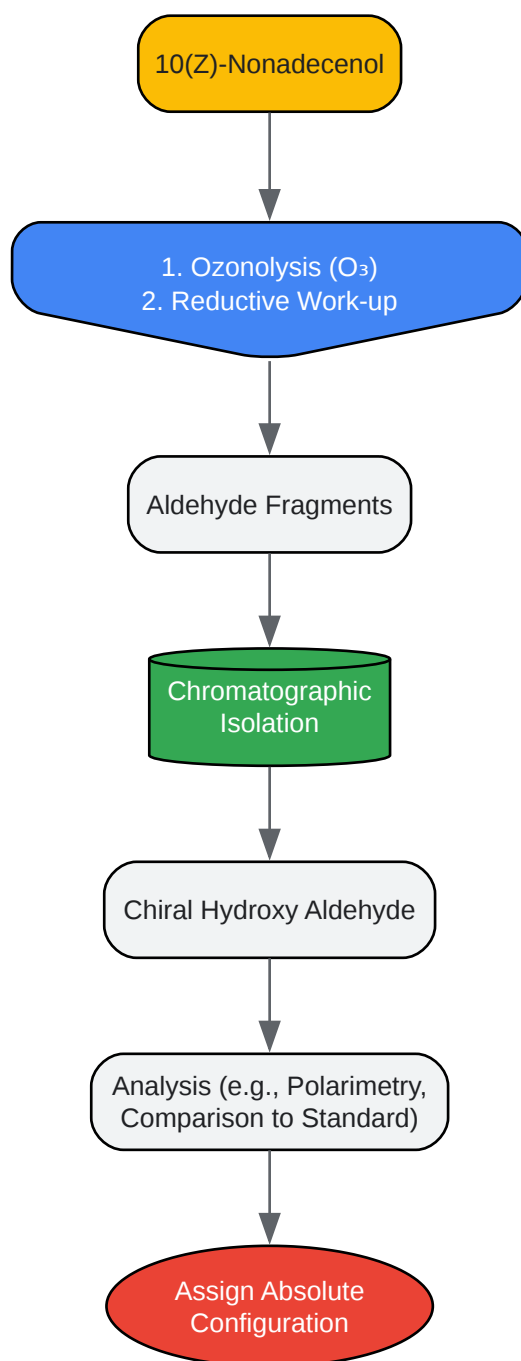 10(Z)-Nonadecenol
1. Ozonolysis (O₃)
2. Reductive Work-up
Aldehyde Fragments
Chromatographic
Isolation
Chiral Hydroxy Aldehyde
Analysis (e.g., Polarimetry,
Comparison to Standard)
Assign Absolute
Configuration